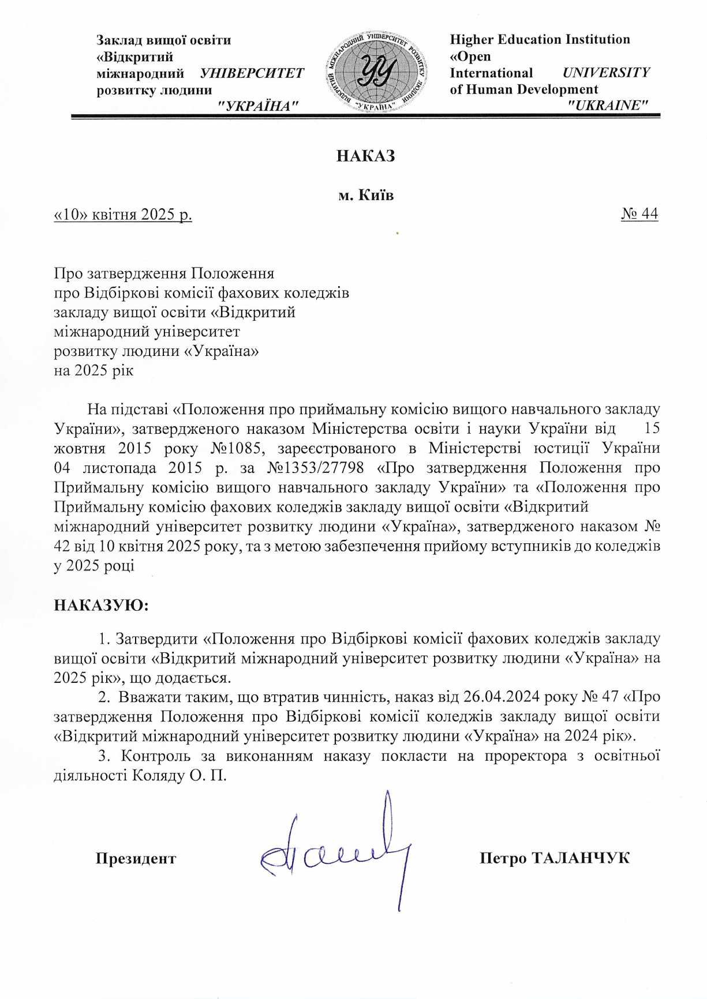 Заклад вищої освіти
«Відкритий
міжнародний УНІВЕРСИТЕТ
розвитку людини
"УКРАЇНА"
ВІДКРИТИЙ МІЖНАРОДНИЙ УНІВЕРСИТЕТ РОЗВИТКУ ЛЮДИНИ
"УКРАЇНА"
Higher Education Institution
«Open
International UNIVERSITY
of Human Development
"UKRAINE"
НАКАЗ
м. Київ
«10» квітня 2025 р. № 44
Про затвердження Положення
про Відбіркові комісії фахових коледжів
закладу вищої освіти «Відкритий
міжнародний університет
розвитку людини «Україна»
на 2025 рік
На підставі «Положення про приймальну комісію вищого навчального закладу
України», затвердженого наказом Міністерства освіти і науки України від 15
жовтня 2015 року №1085, зареєстрованого в Міністерстві юстиції України
04 листопада 2015 р. за №1353/27798 «Про затвердження Положення про
Приймальну комісію вищого навчального закладу України» та «Положення про
Приймальну комісію фахових коледжів закладу вищої освіти «Відкритий
міжнародний університет розвитку людини «Україна», затвердженого наказом №
42 від 10 квітня 2025 року, та з метою забезпечення прийому вступників до коледжів
у 2025 році
НАКАЗУЮ:
1. Затвердити «Положення про Відбіркові комісії фахових коледжів закладу
вищої освіти «Відкритий міжнародний університет розвитку людини «Україна» на
2025 рік», що додається.
2. Вважати таким, що втратив чинність, наказ від 26.04.2024 року № 47 «Про
затвердження Положення про Відбіркові комісії коледжів закладу вищої освіти
«Відкритий міжнародний університет розвитку людини «Україна» на 2024 рік».
3. Контроль за виконанням наказу покласти на проректора з освітньої
діяльності Коляду О. П.
Президент Петро ТАЛАНЧУК